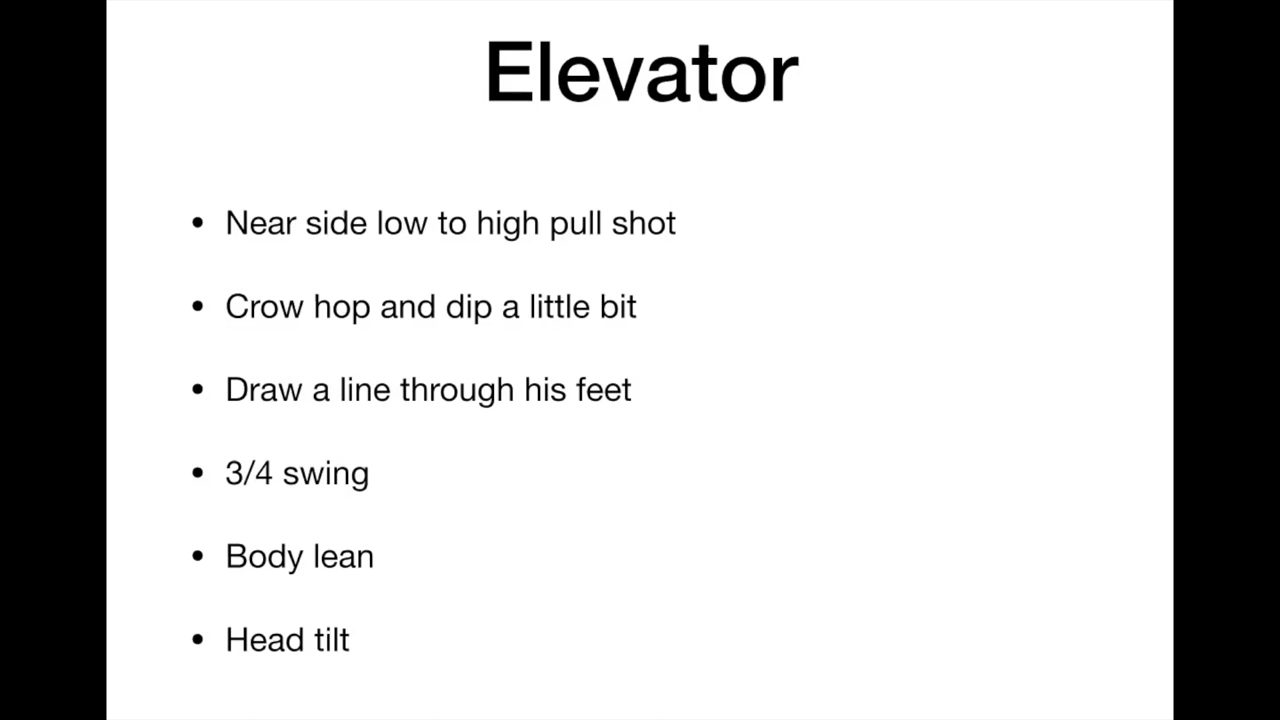 Elevator
• Near side low to high pull shot
• Crow hop and dip a little bit
• Draw a line through his feet
• 3/4 swing
• Body lean
• Head tilt